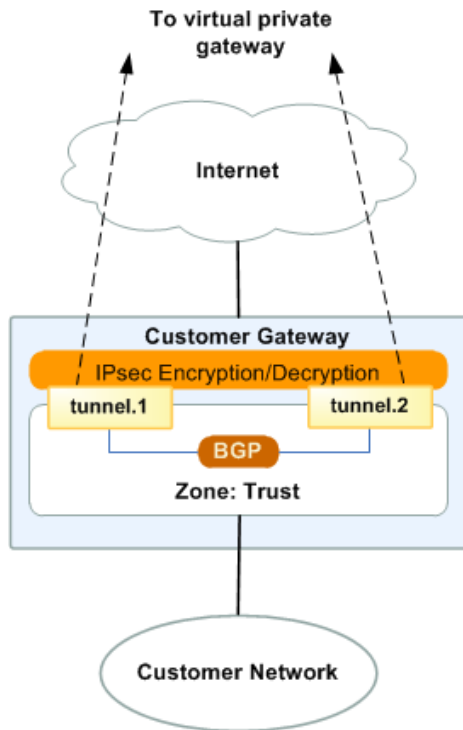 To virtual private
gateway
Internet
Customer Gateway
IPsec Encryption/Decryption
tunnel.1
tunnel.2
BGP
Zone: Trust
Customer Network